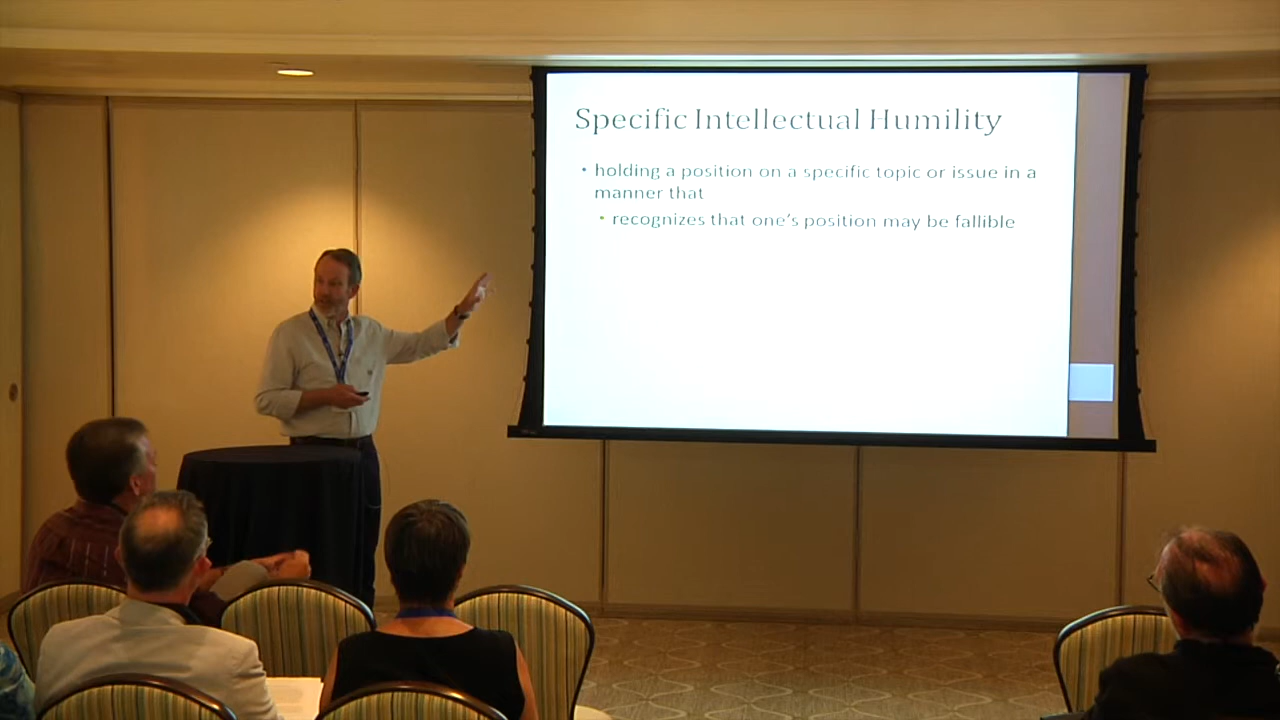 Specific Intellectual Humility
• holding a position on a specific topic or issue in a
manner that
• recognizes that one's position may be fallible